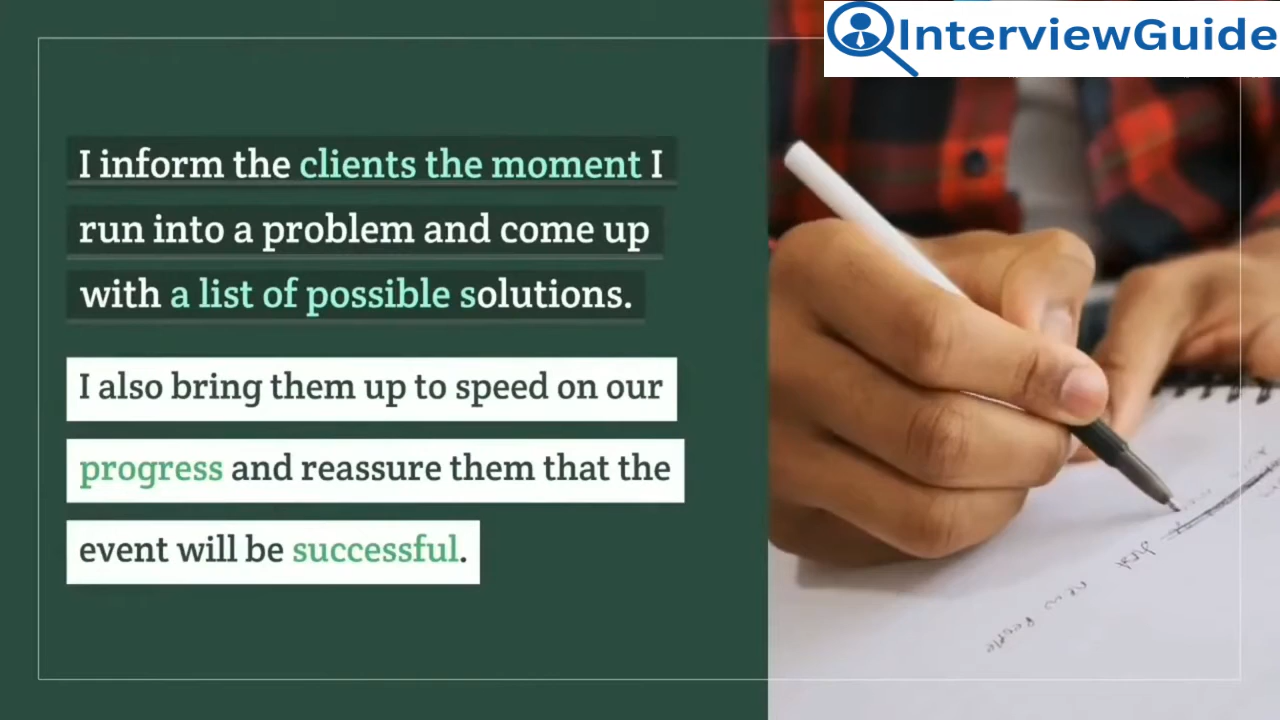 InterviewGuide
I inform the clients the moment I
run into a problem and come up
with a list of possible solutions.
I also bring them up to speed on our
progress and reassure them that the
event will be successful.